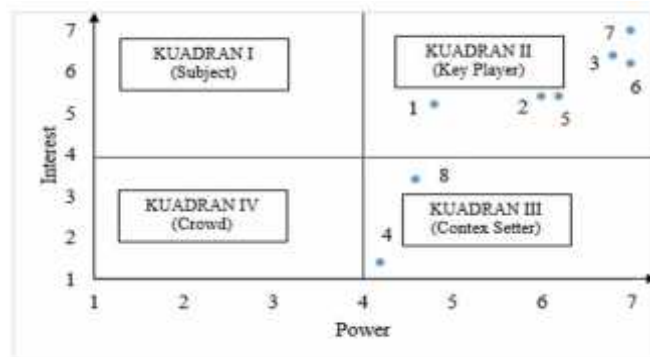 7
6
5
4
3
2
1
Interest
KUADRAN I
(Subject)
KUADRAN II
(Key Player)
7
3
6
1
2
5
KUADRAN IV
(Crowd)
8
4
KUADRAN III
(Contex Setter)
1 2 3 4 5 6 7
Power